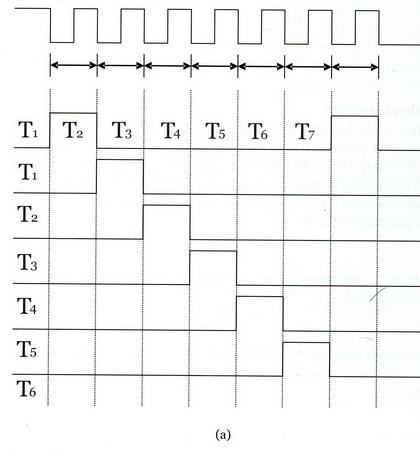 T₁ T₂ T₃ T₄ T₅ T₆ T₇
T₁
T₂
T₃
T₄
T₅
T₆
(a)